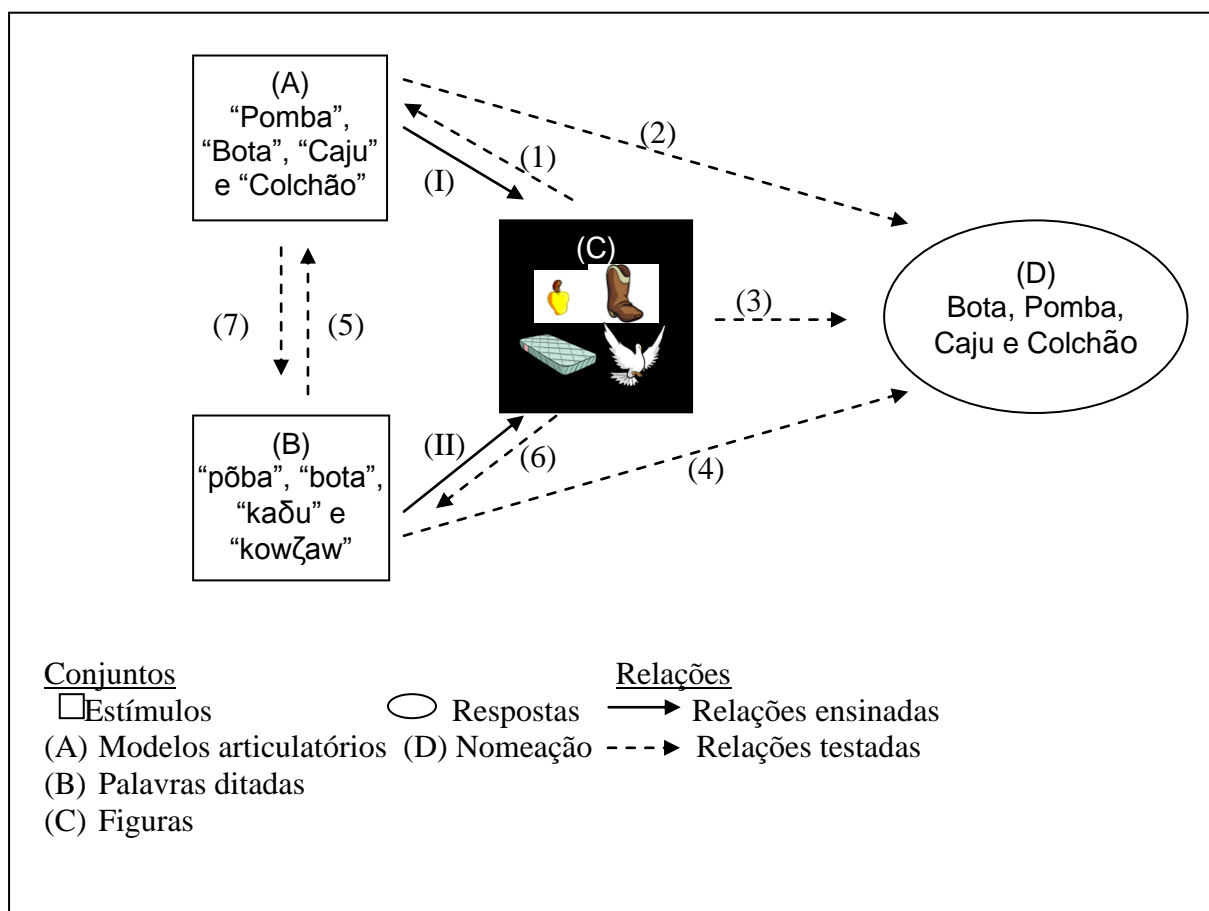 (A)
“Pomba”,
“Bota”, “Caju”
e “Colchão”
(I)
(1)
(2)
(C)
(3)
(D)
Bota, Pomba,
Caju e Colchão
(7)
(5)
(B)
“põba”, “bota”,
“kaδu” e
“kowζaw”
(II)
(6)
(4)
Conjuntos
Relações
Estímulos
Respostas
Relações ensinadas
(A) Modelos articulatórios
(D) Nomeação
Relações testadas
(B) Palavras ditadas
(C) Figuras